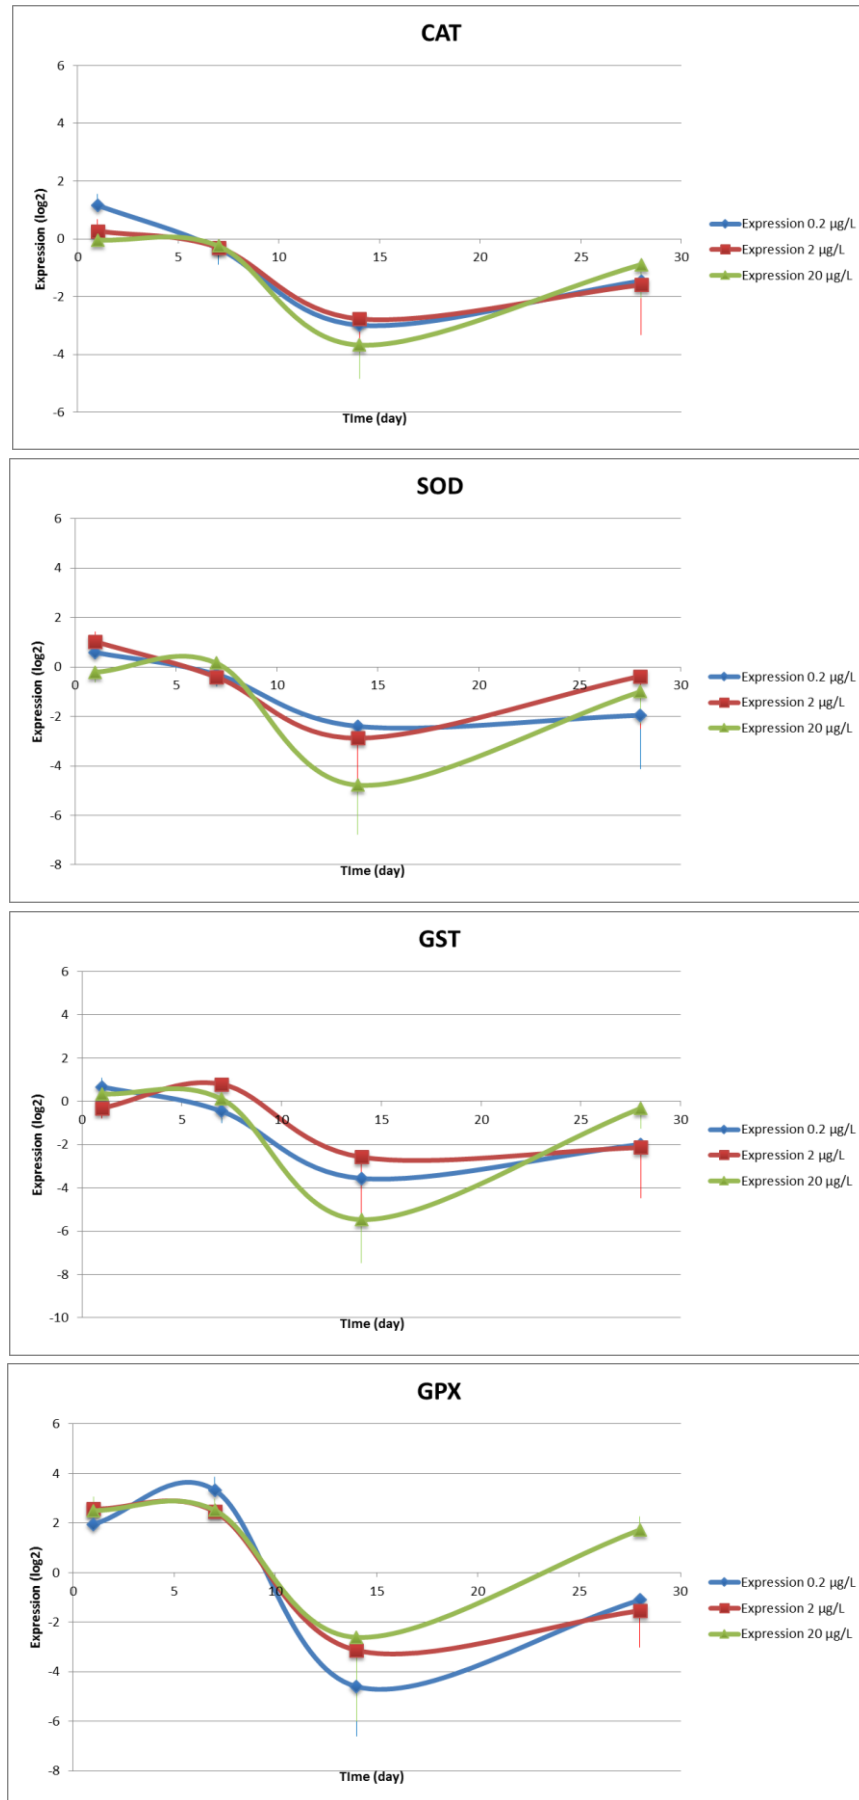 CAT
6
4
2
0
-2
-4
-6
0 5 10 15 20 25 30
Expression (log2)
TIme (day)
Expression 0.2 µg/L
Expression 2 µg/L
Expression 20 µg/L
SOD
6
4
2
0
-2
-4
-6
-8
0 5 10 15 20 25 30
Expression (log2)
TIme (day)
Expression 0.2 µg/L
Expression 2 µg/L
Expression 20 µg/L
GST
6
4
2
0
-2
-4
-6
-8
-10
0 5 10 15 20 25 30
Expression (log2)
TIme (day)
Expression 0.2 µg/L
Expression 2 µg/L
Expression 20 µg/L
GPX
6
4
2
0
-2
-4
-6
-8
0 5 10 15 20 25 30
Expression (log2)
TIme (day)
Expression 0.2 µg/L
Expression 2 µg/L
Expression 20 µg/L